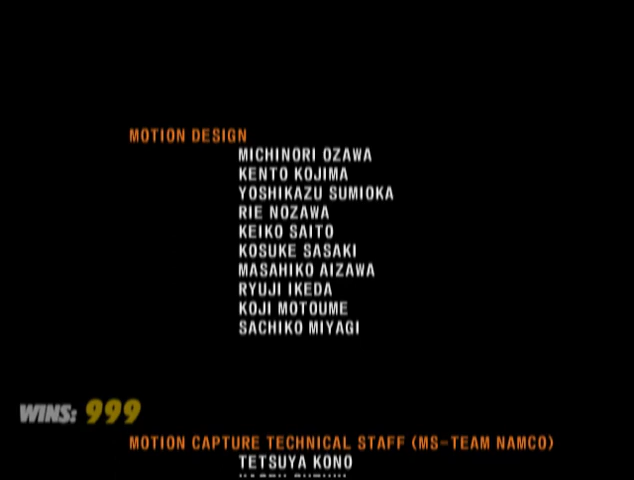 MOTION DESIGN
MICHINORI OZAWA
KENTO KOJIMA
YOSHIKAZU SUMIOKA
RIE NOZAWA
KEIKO SAITO
KOSUKE SASAKI
MASAHIKO AIZAWA
RYUJI IKEDA
KOJI MOTOUME
SACHIKO MIYAGI
WINS: 999
MOTION CAPTURE TECHNICAL STAFF (MS-TEAM NAMCO)
TETSUYA KONO